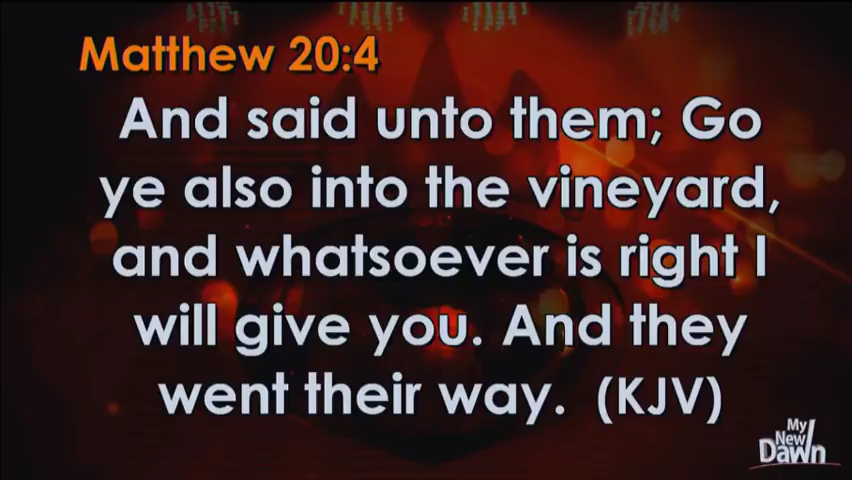 Matthew 20:4
And said unto them; Go
ye also into the vineyard,
and whatsoever is right I
will give you. And they
went their way. (KJV)
My
New
Dawn